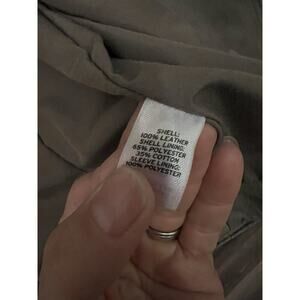 SHELL:
100% LEATHER
SHELL LINING:
65% POLYESTER
35% COTTON
SLEEVE LINING:
100% POLYESTER